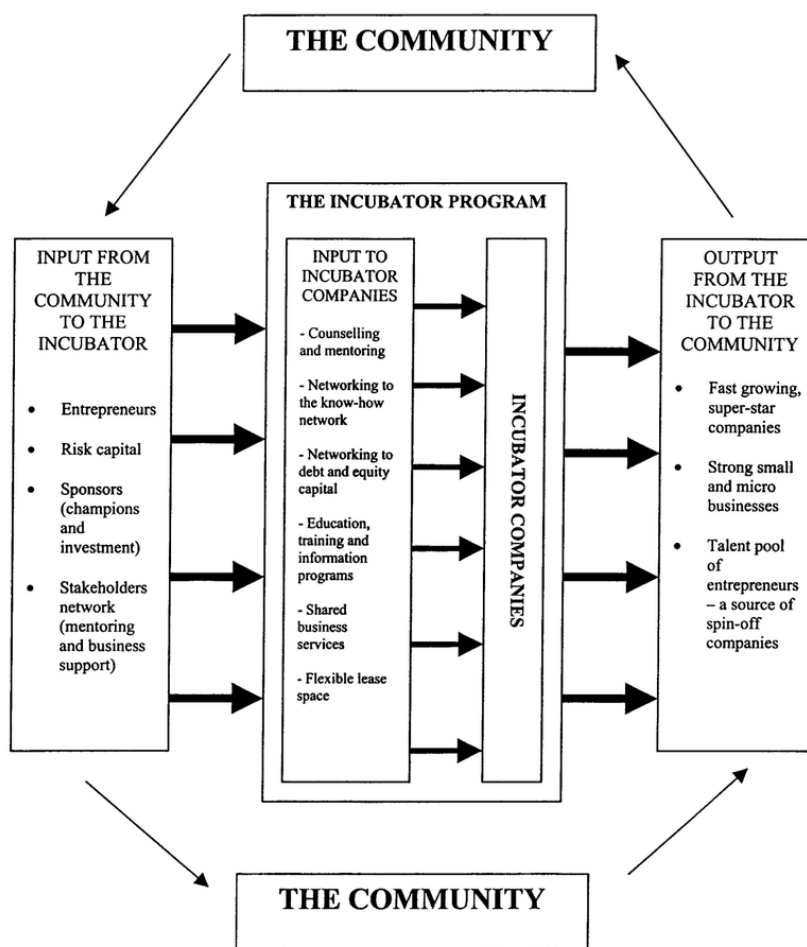 THE COMMUNITY
THE INCUBATOR PROGRAM
INPUT FROM
THE
COMMUNITY
TO THE
INCUBATOR
• Entrepreneurs
• Risk capital
• Sponsors
(champions
and
investment)
• Stakeholders
network
(mentoring
and business
support)
INPUT TO
INCUBATOR
COMPANIES
- Counselling
and mentoring
- Networking to
the know-how
network
- Networking to
debt and equity
capital
- Education,
training and
information
programs
- Shared
business
services
- Flexible lease
space
INCUBATOR COMPANIES
OUTPUT
FROM THE
INCUBATOR
TO THE
COMMUNITY
• Fast growing,
super-star
companies
• Strong small
and micro
businesses
• Talent pool
of
entrepreneurs
– a source of
spin-off
companies
THE COMMUNITY